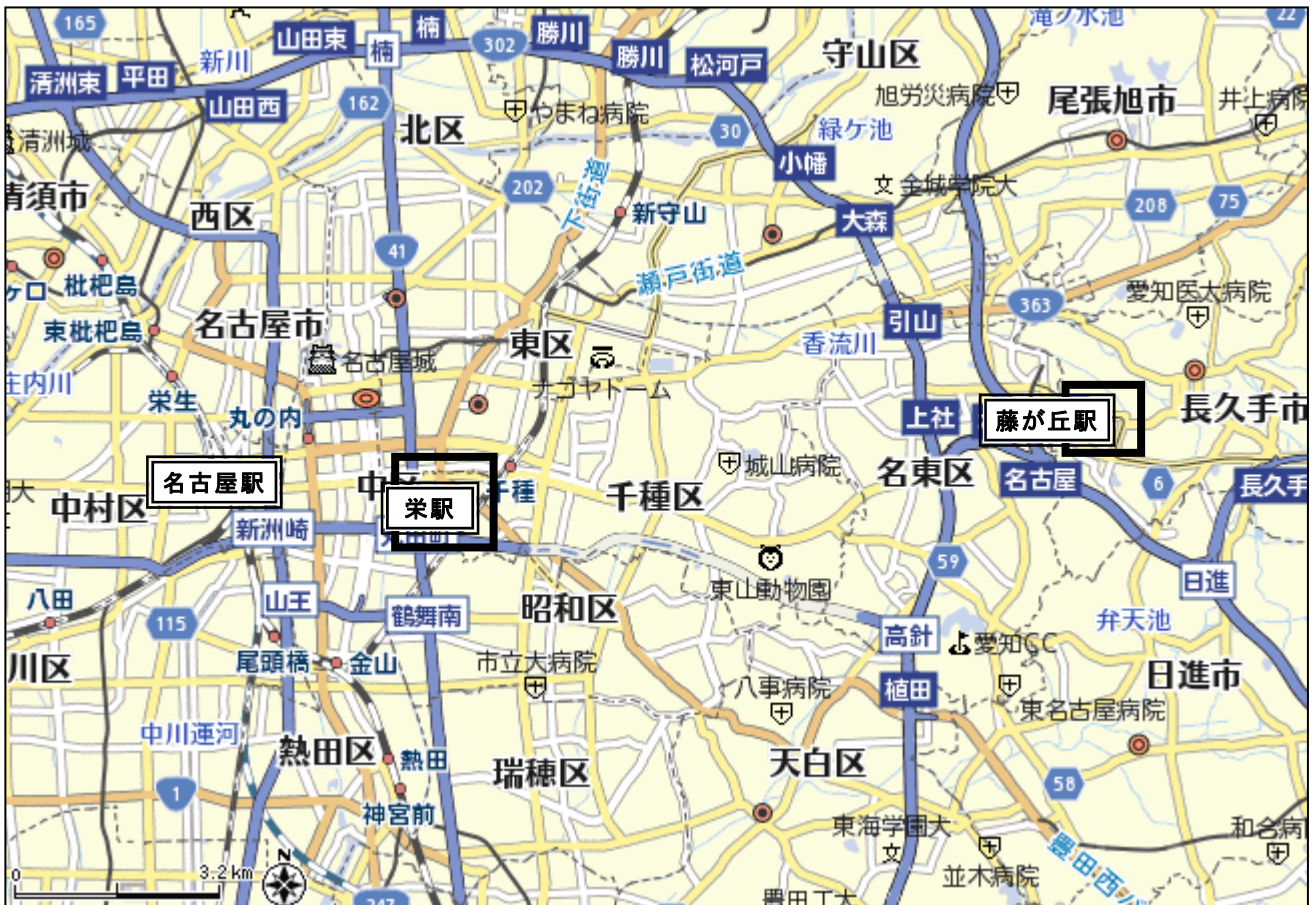 165
新川
山田東
楠
楠
302
勝川
勝川
松河戸
守山区
滝ノ水池
22
清洲東
平田
山田西
162
北区
やまね病院
30
旭労災病院
尾張旭市
緑ケ池
清洲城
小幡
202
下街道
新守山
金城学院大
208
75
西区
大森
41
瀬戸街道
枇杷島
東枇杷島
名古屋市
東区
引山
363
愛知医大病院
香流川
名古屋城
ナゴヤドーム
庄内川
栄生
丸の内
上社
藤が丘駅
長久手市
名古屋駅
栄駅
千種
城山病院
名東区
名古屋
6
長久手
中村区
千種区
新洲崎
59
東山動物園
日進
八田
山王
115
鶴舞南
昭和区
高針
愛知CC
弁天池
尾頭橋
金山
市立大病院
八事病院
植田
日進市
東名古屋病院
中川運河
熱田区
熱田
瑞穂区
天白区
1
58
神宮前
東海学園大
0
3.2km
N
247
並木病院